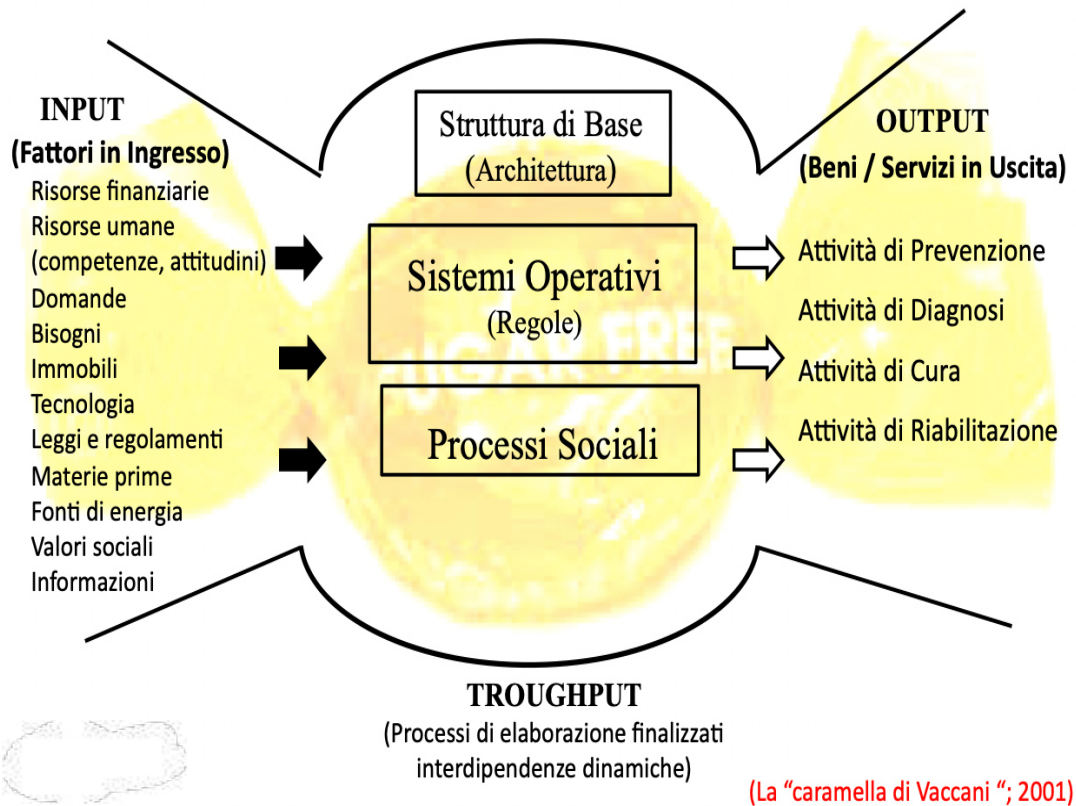 INPUT
(Fattori in Ingresso)
Risorse finanziarie
Risorse umane
(competenze, attitudini)
Domande
Bisogni
Immobili
Tecnologia
Leggi e regolamenti
Materie prime
Fonti di energia
Valori sociali
Informazioni
Struttura di Base
(Architettura)
Sistemi Operativi
(Regole)
SUGAR FREE
Processi Sociali
OUTPUT
(Beni / Servizi in Uscita)
Attività di Prevenzione
Attività di Diagnosi
Attività di Cura
Attività di Riabilitazione
TROUGHPUT
(Processi di elaborazione finalizzati
interdipendenze dinamiche)
(La “caramella di Vaccani “; 2001)